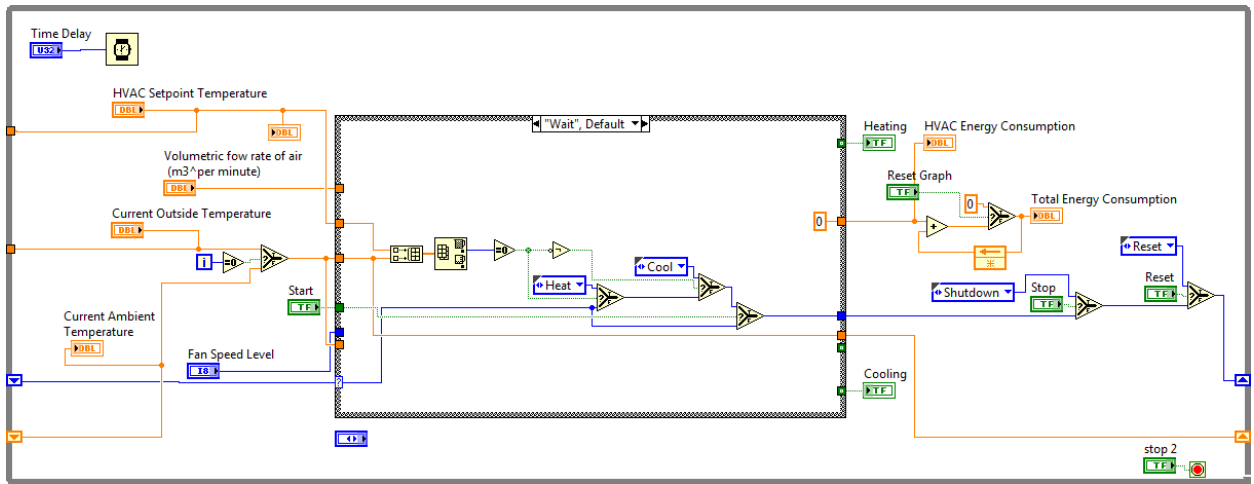 Time Delay
U32
HVAC Setpoint Temperature
DBL
DBL
"Wait", Default
Heating
TF
HVAC Energy Consumption
DBL
Volumetric fow rate of air
(m3^per minute)
DBL
Reset Graph
TF
Current Outside Temperature
DBL
0
0
Total Energy Consumption
DBL
+
i
=0
?
T
F
=0
Reset
Cool
Heat
Start
TF
Shutdown
Stop
TF
Reset
TF
Current Ambient
Temperature
DBL
Fan Speed Level
I8
?
Cooling
TF
stop 2
TF